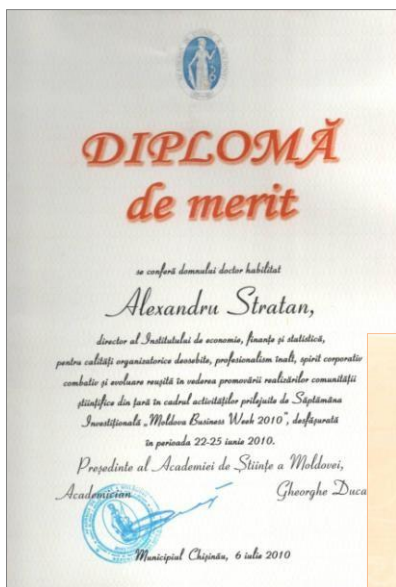 DIPLOMĂ
de merit
se conferă domnului doctor habilitat
Alexandru Stratan,
director al Institutului de economie, finanțe și statistică,
pentru calități organizatorice deosebite, profesionalism înalt, spirit corporativ
combativ și evoluare reușită în vederea promovării realizărilor comunității
științifice din țară în cadrul activităților prilejuite de Săptămâna
Investițională „Moldova Business Week 2010”, desfășurată
în perioada 22-25 iunie 2010.
Președinte al Academiei de Științe a Moldovei,
Academician Gheorghe Duca
Municipiul Chișinău, 6 iulie 2010